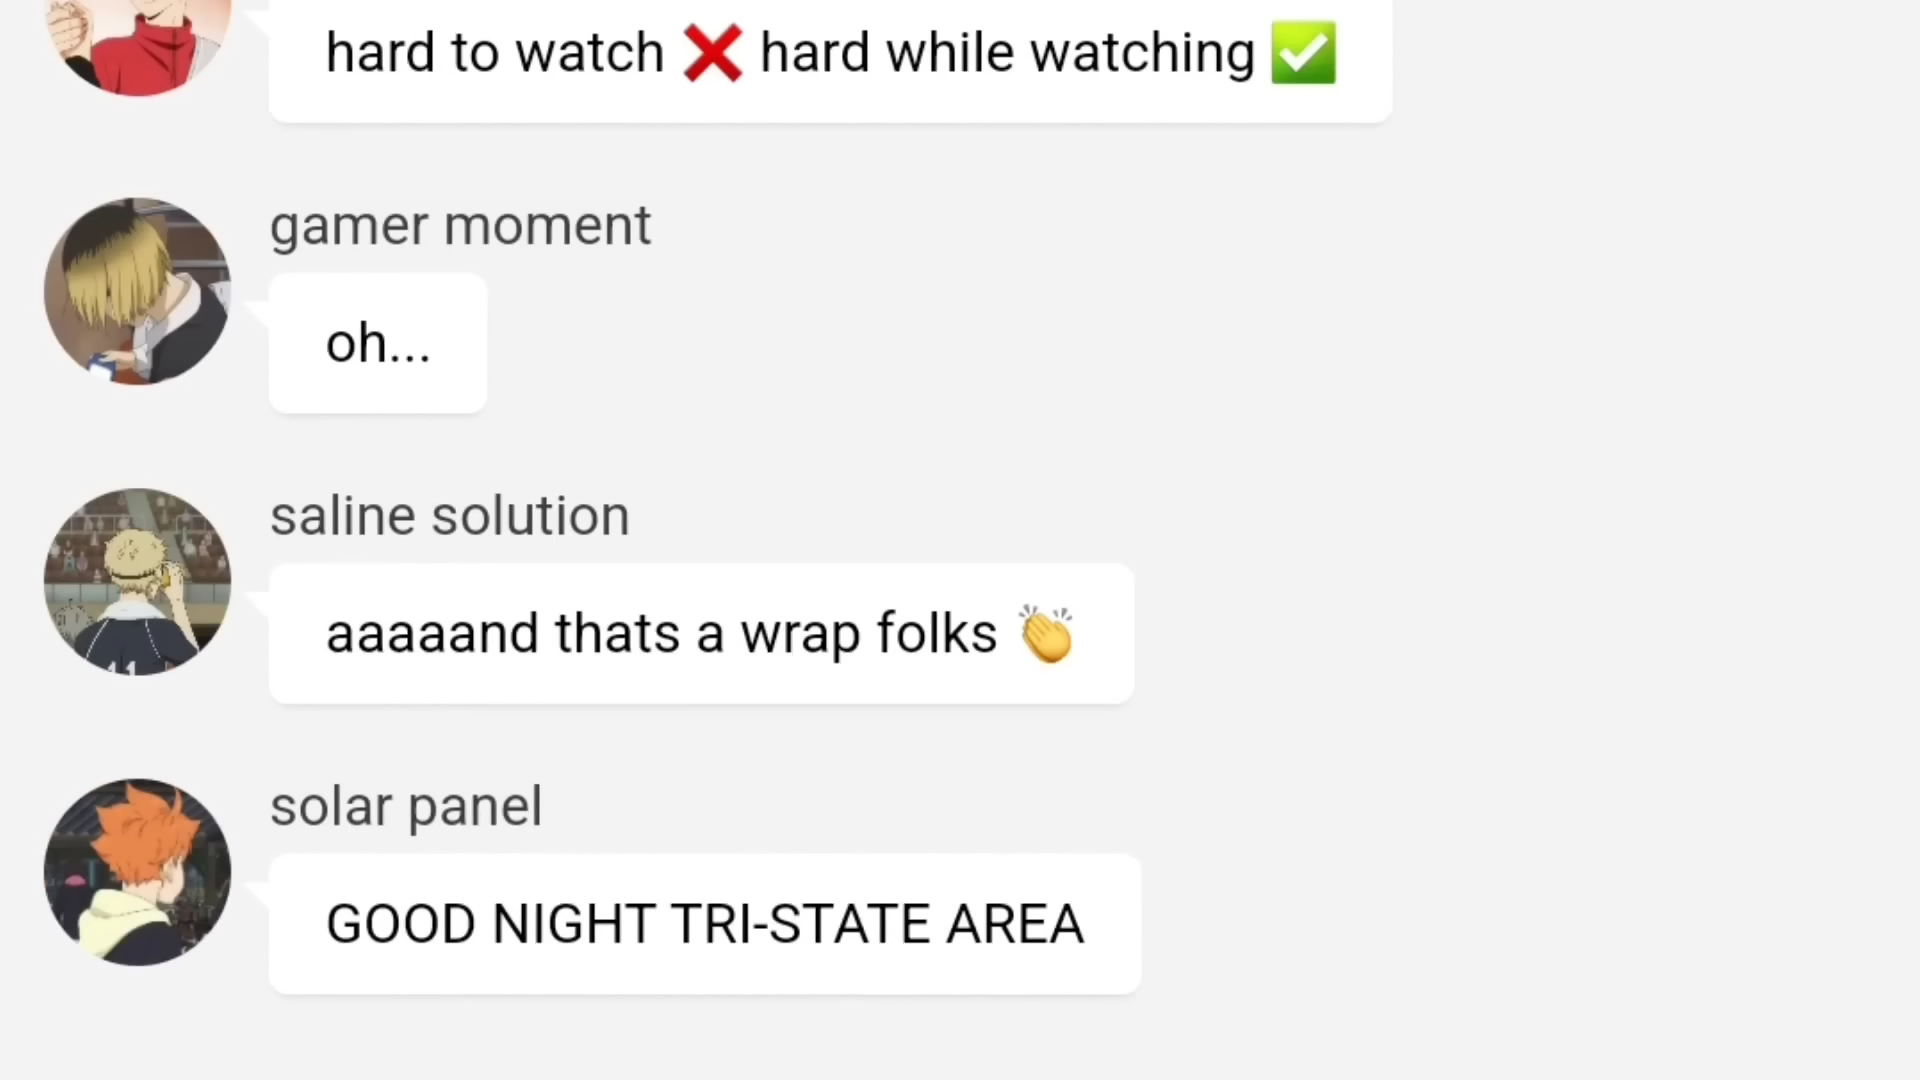 hard to watch ❌ hard while watching ✅
gamer moment
oh...
saline solution
aaaaand thats a wrap folks 👏
solar panel
GOOD NIGHT TRI-STATE AREA
11